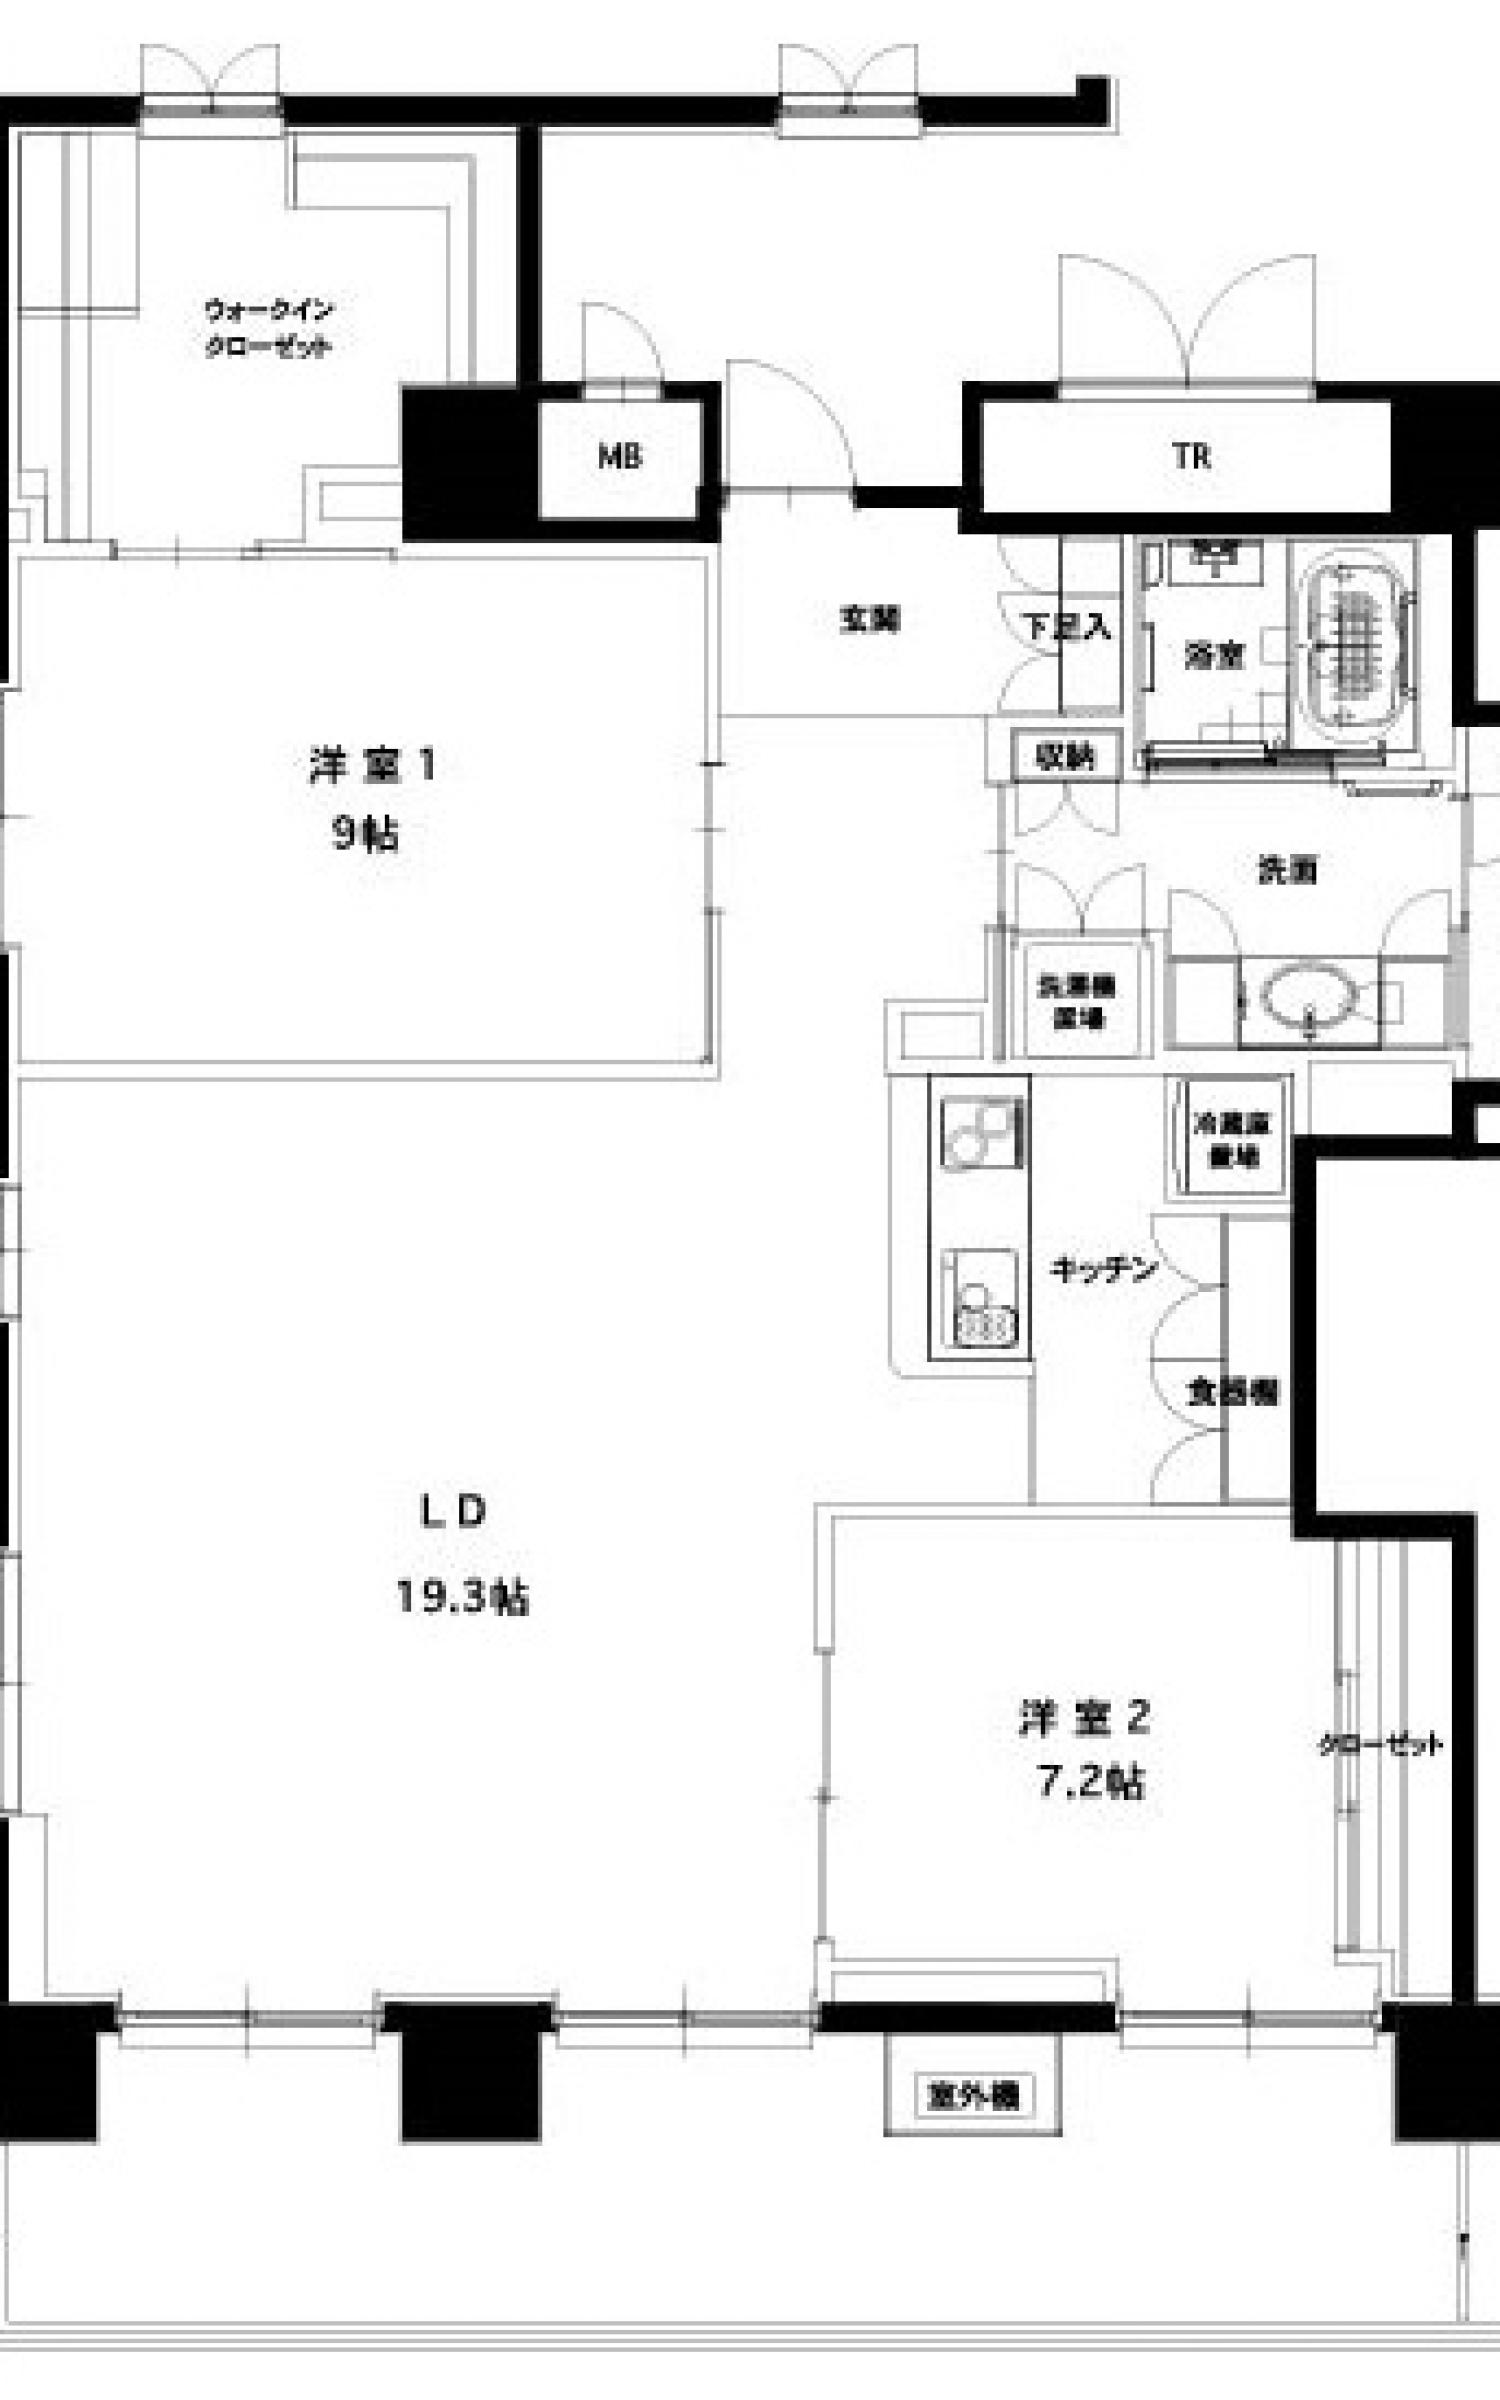 ウォークイン
クローゼット
MB
TR
玄関
下足入
浴室
収納
洋室1
9帖
洗面
洗濯機
置場
冷蔵庫
置場
キッチン
食器棚
LD
19.3帖
洋室2
7.2帖
クローゼット
室外機